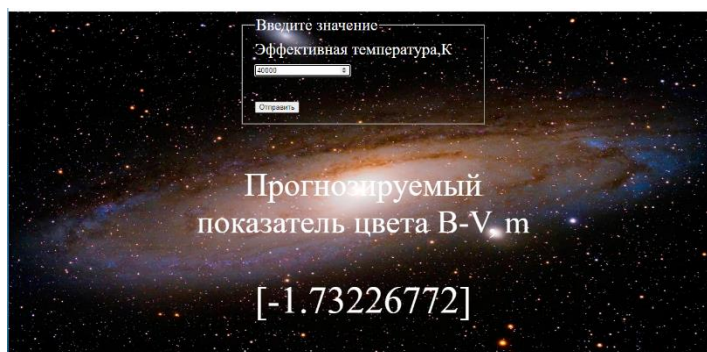 Введите значение
Эффективная температура,K
40000
Отправить
Прогнозируемый
показатель цвета B-V, m
[-1.73226772]